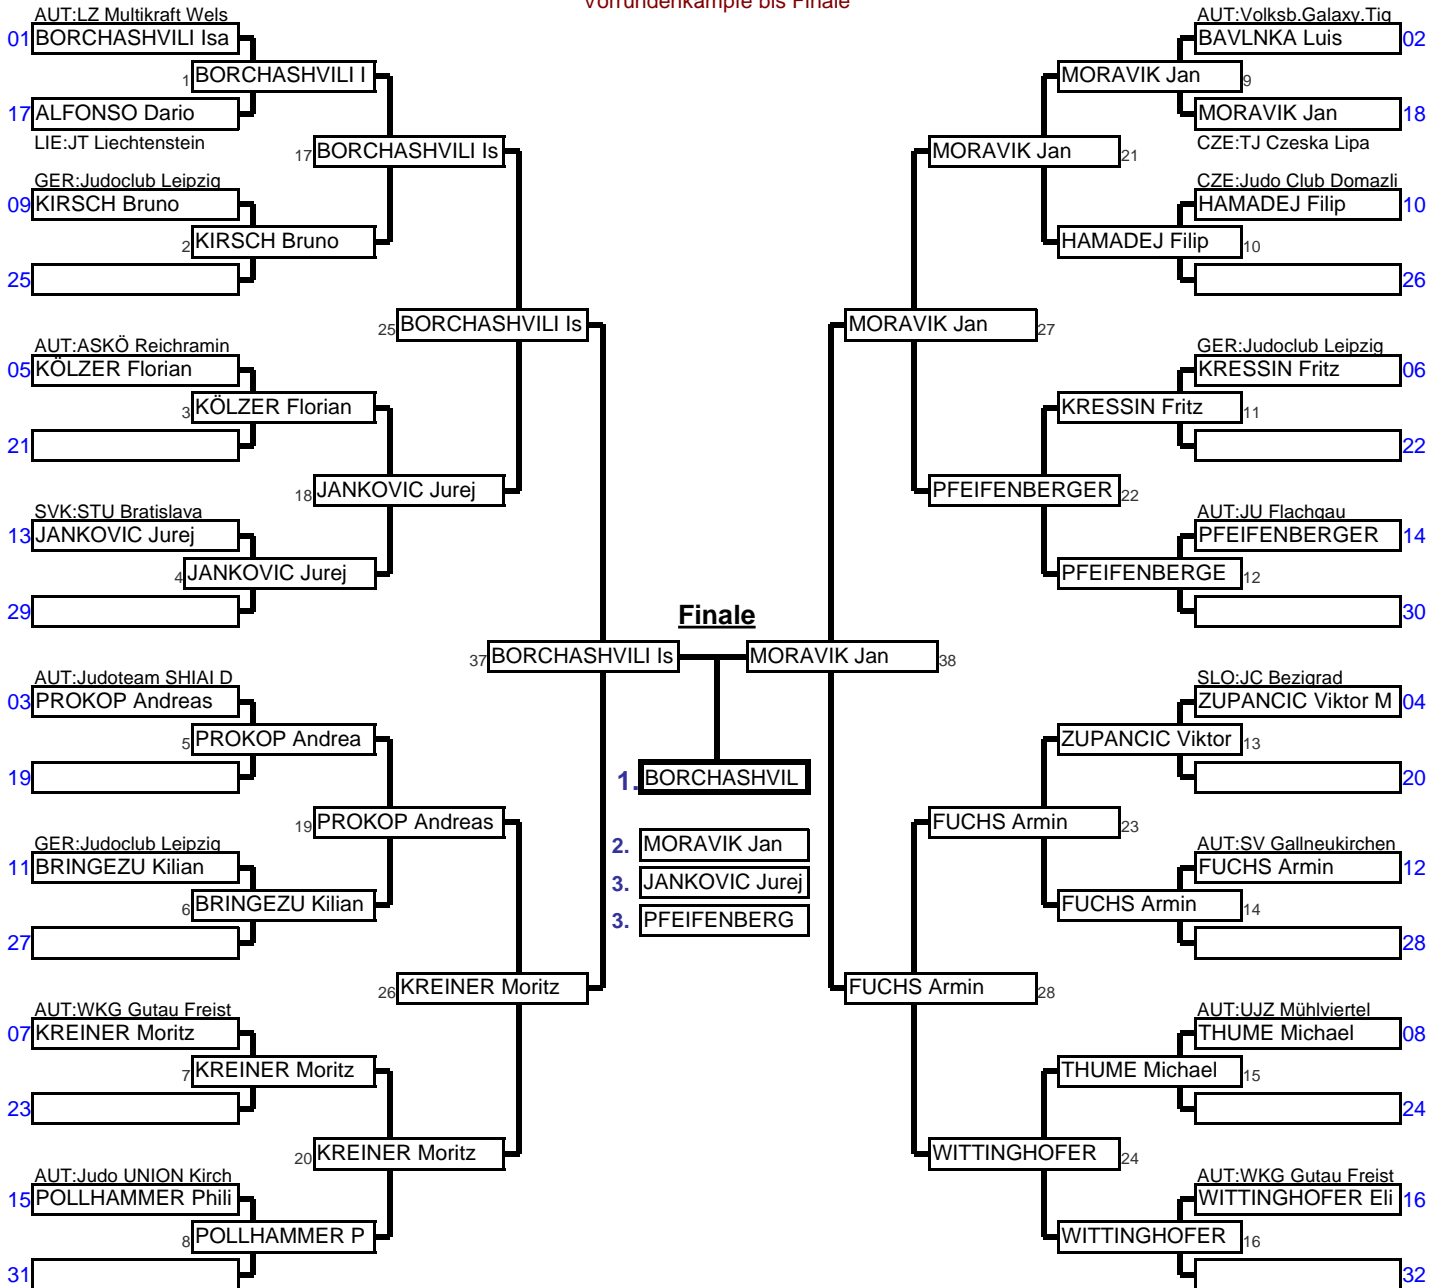 Vorrundenkämpfe bis Finale
AUT:LZ Multikraft Wels
01 BORCHASHVILI Isa
1 BORCHASHVILI I
17 ALFONSO Dario
LIE:JT Liechtenstein
17 BORCHASHVILI Is
GER:Judoclub Leipzig
09 KIRSCH Bruno
2 KIRSCH Bruno
25
25 BORCHASHVILI Is
AUT:ASKÖ Reichramin
05 KÖLZER Florian
3 KÖLZER Florian
21
18 JANKOVIC Jurej
SVK:STU Bratislava
13 JANKOVIC Jurej
4 JANKOVIC Jurej
29
37 BORCHASHVILI Is
AUT:Judoteam SHIAI D
03 PROKOP Andreas
5 PROKOP Andrea
19
19 PROKOP Andreas
GER:Judoclub Leipzig
11 BRINGEZU Kilian
6 BRINGEZU Kilian
27
26 KREINER Moritz
AUT:WKG Gutau Freist
07 KREINER Moritz
7 KREINER Moritz
23
20 KREINER Moritz
AUT:Judo UNION Kirch
15 POLLHAMMER Phili
8 POLLHAMMER P
31
Finale
1. BORCHASHVIL
2. MORAVIK Jan
3. JANKOVIC Jurej
3. PFEIFENBERG
AUT:Volksb.Galaxy.Tig
BAVLNKA Luis 02
MORAVIK Jan 9
MORAVIK Jan 18
CZE:TJ Czeska Lipa
MORAVIK Jan 21
CZE:Judo Club Domazli
HAMADEJ Filip 10
HAMADEJ Filip 10
26
MORAVIK Jan 27
GER:Judoclub Leipzig
KRESSIN Fritz 06
KRESSIN Fritz 11
22
PFEIFENBERGER 22
AUT:JU Flachgau
PFEIFENBERGER 14
PFEIFENBERGE 12
30
MORAVIK Jan 38
SLO:JC Bezigrad
ZUPANCIC Viktor M 04
ZUPANCIC Viktor 13
20
FUCHS Armin 23
AUT:SV Gallneukirchen
FUCHS Armin 12
FUCHS Armin 14
28
FUCHS Armin 28
AUT:UJZ Mühlviertel
THUME Michael 08
THUME Michael 15
24
WITTINGHOFER 24
AUT:WKG Gutau Freist
WITTINGHOFER Eli 16
WITTINGHOFER 16
32